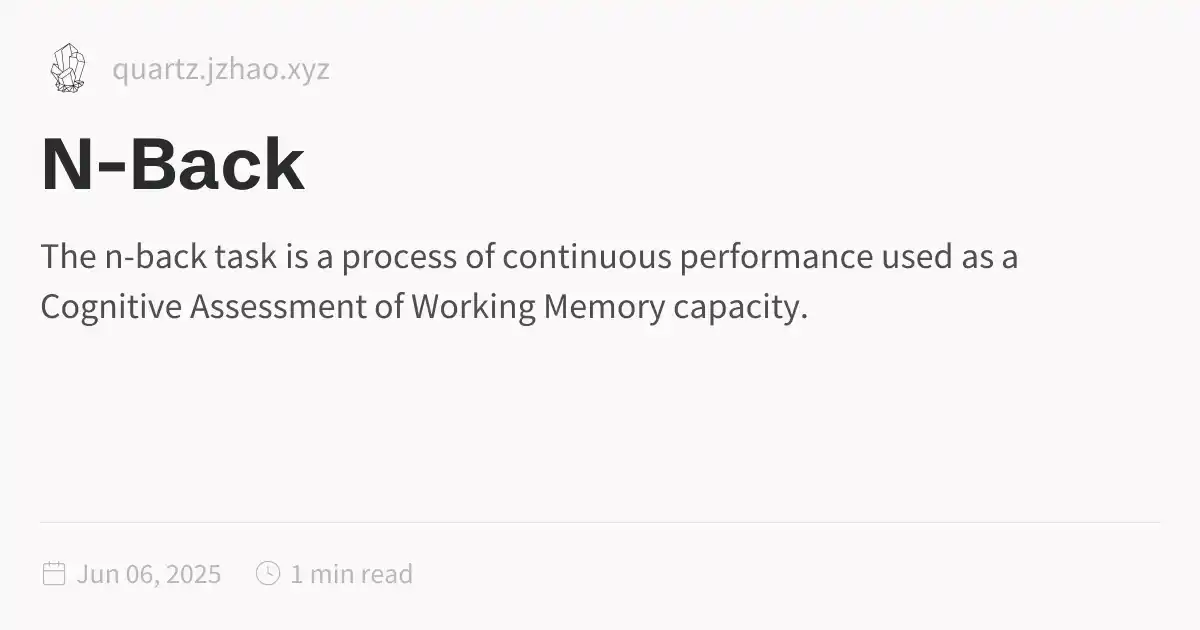 quartz.jzhao.xyz
N-Back
The n-back task is a process of continuous performance used as a
Cognitive Assessment of Working Memory capacity.
Jun 06, 2025 1 min read